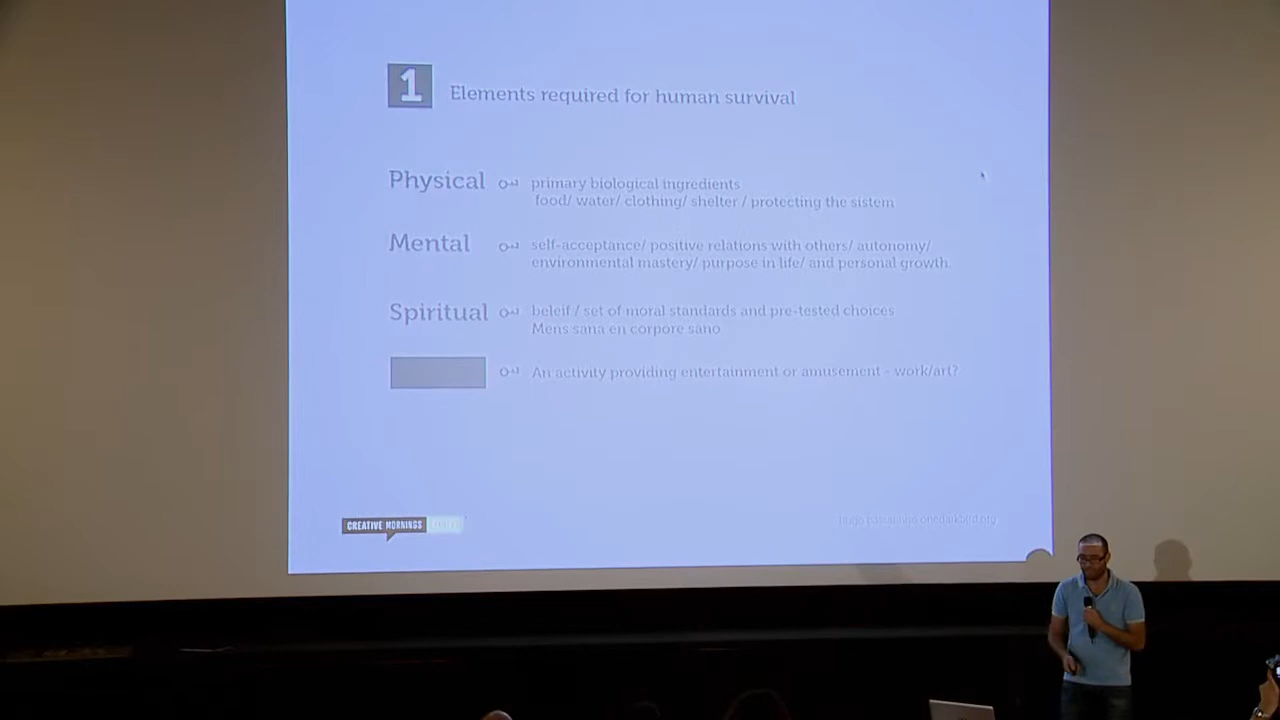 1
Elements required for human survival
Physical
primary biological ingredients
food/ water/ clothing/ shelter / protecting the sistem
Mental
self-acceptance/ positive relations with others/ autonomy/
environmental mastery/ purpose in life/ and personal growth.
Spiritual
beleif / set of moral standards and pre-tested choices
Mens sana en corpore sano
An activity providing entertainment or amusement - work/art?
CREATIVE MORNINGS
hugo